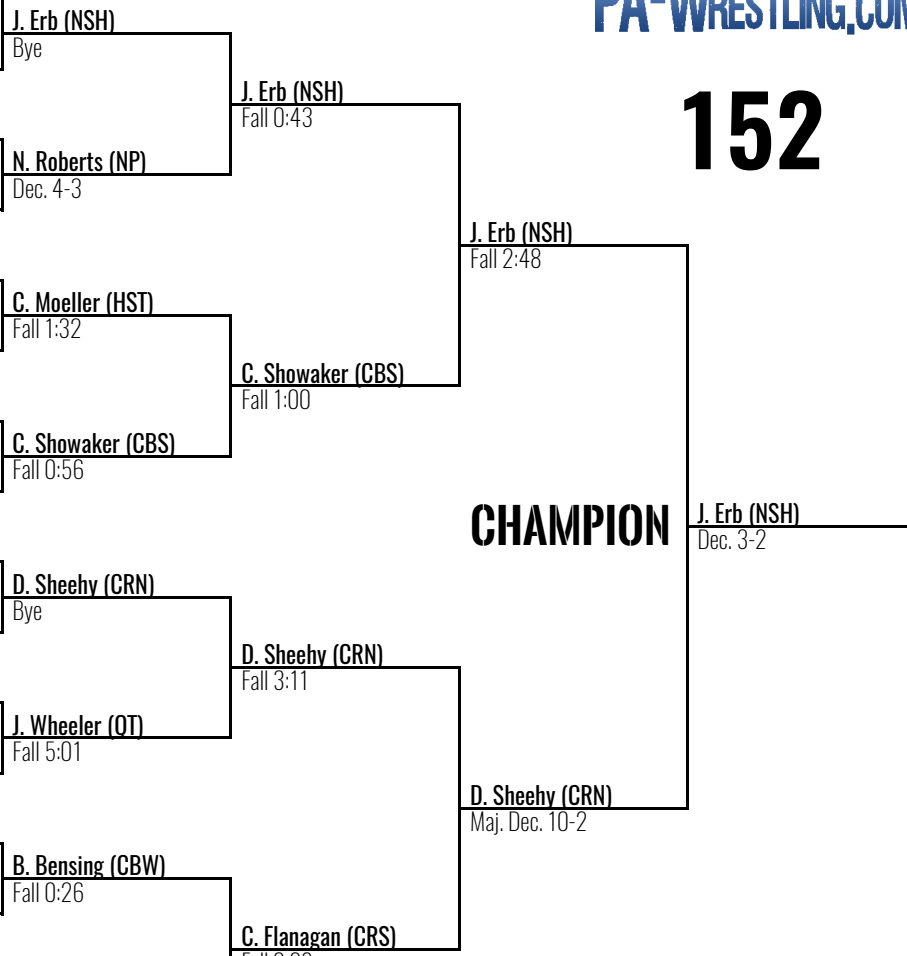 PA-WRESTLING.COM
152
J. Erb (NSH)
Bye
J. Erb (NSH)
Fall 0:43
N. Roberts (NP)
Dec. 4-3
J. Erb (NSH)
Fall 2:48
C. Moeller (HST)
Fall 1:32
C. Showaker (CBS)
Fall 1:00
C. Showaker (CBS)
Fall 0:56
CHAMPION
J. Erb (NSH)
Dec. 3-2
D. Sheehy (CRN)
Bye
D. Sheehy (CRN)
Fall 3:11
J. Wheeler (QT)
Fall 5:01
D. Sheehy (CRN)
Maj. Dec. 10-2
B. Bensing (CBW)
Fall 0:26
C. Flanagan (CRS)